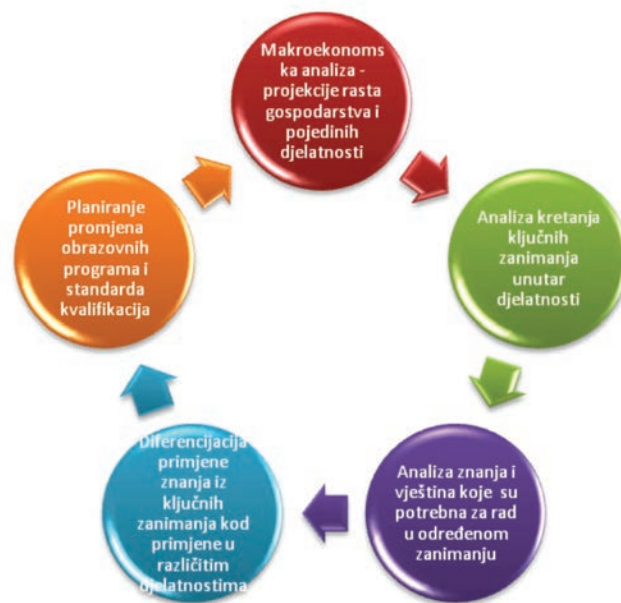 Makroekonoms
ka analiza -
projekcije rasta
gospodarstva i
pojedinih
djelatnosti
Analiza kretanja
ključnih
zanimanja
unutar
djelatnosti
Analiza znanja i
vještina koje su
potrebna za rad
u određenom
zanimanju
Diferencijacija
primjene
znanja iz
ključnih
zanimanja kod
primjene u
različitim
djelatnostima
Planiranje
promjena
obrazovnih
programa i
standarda
kvalifikacija